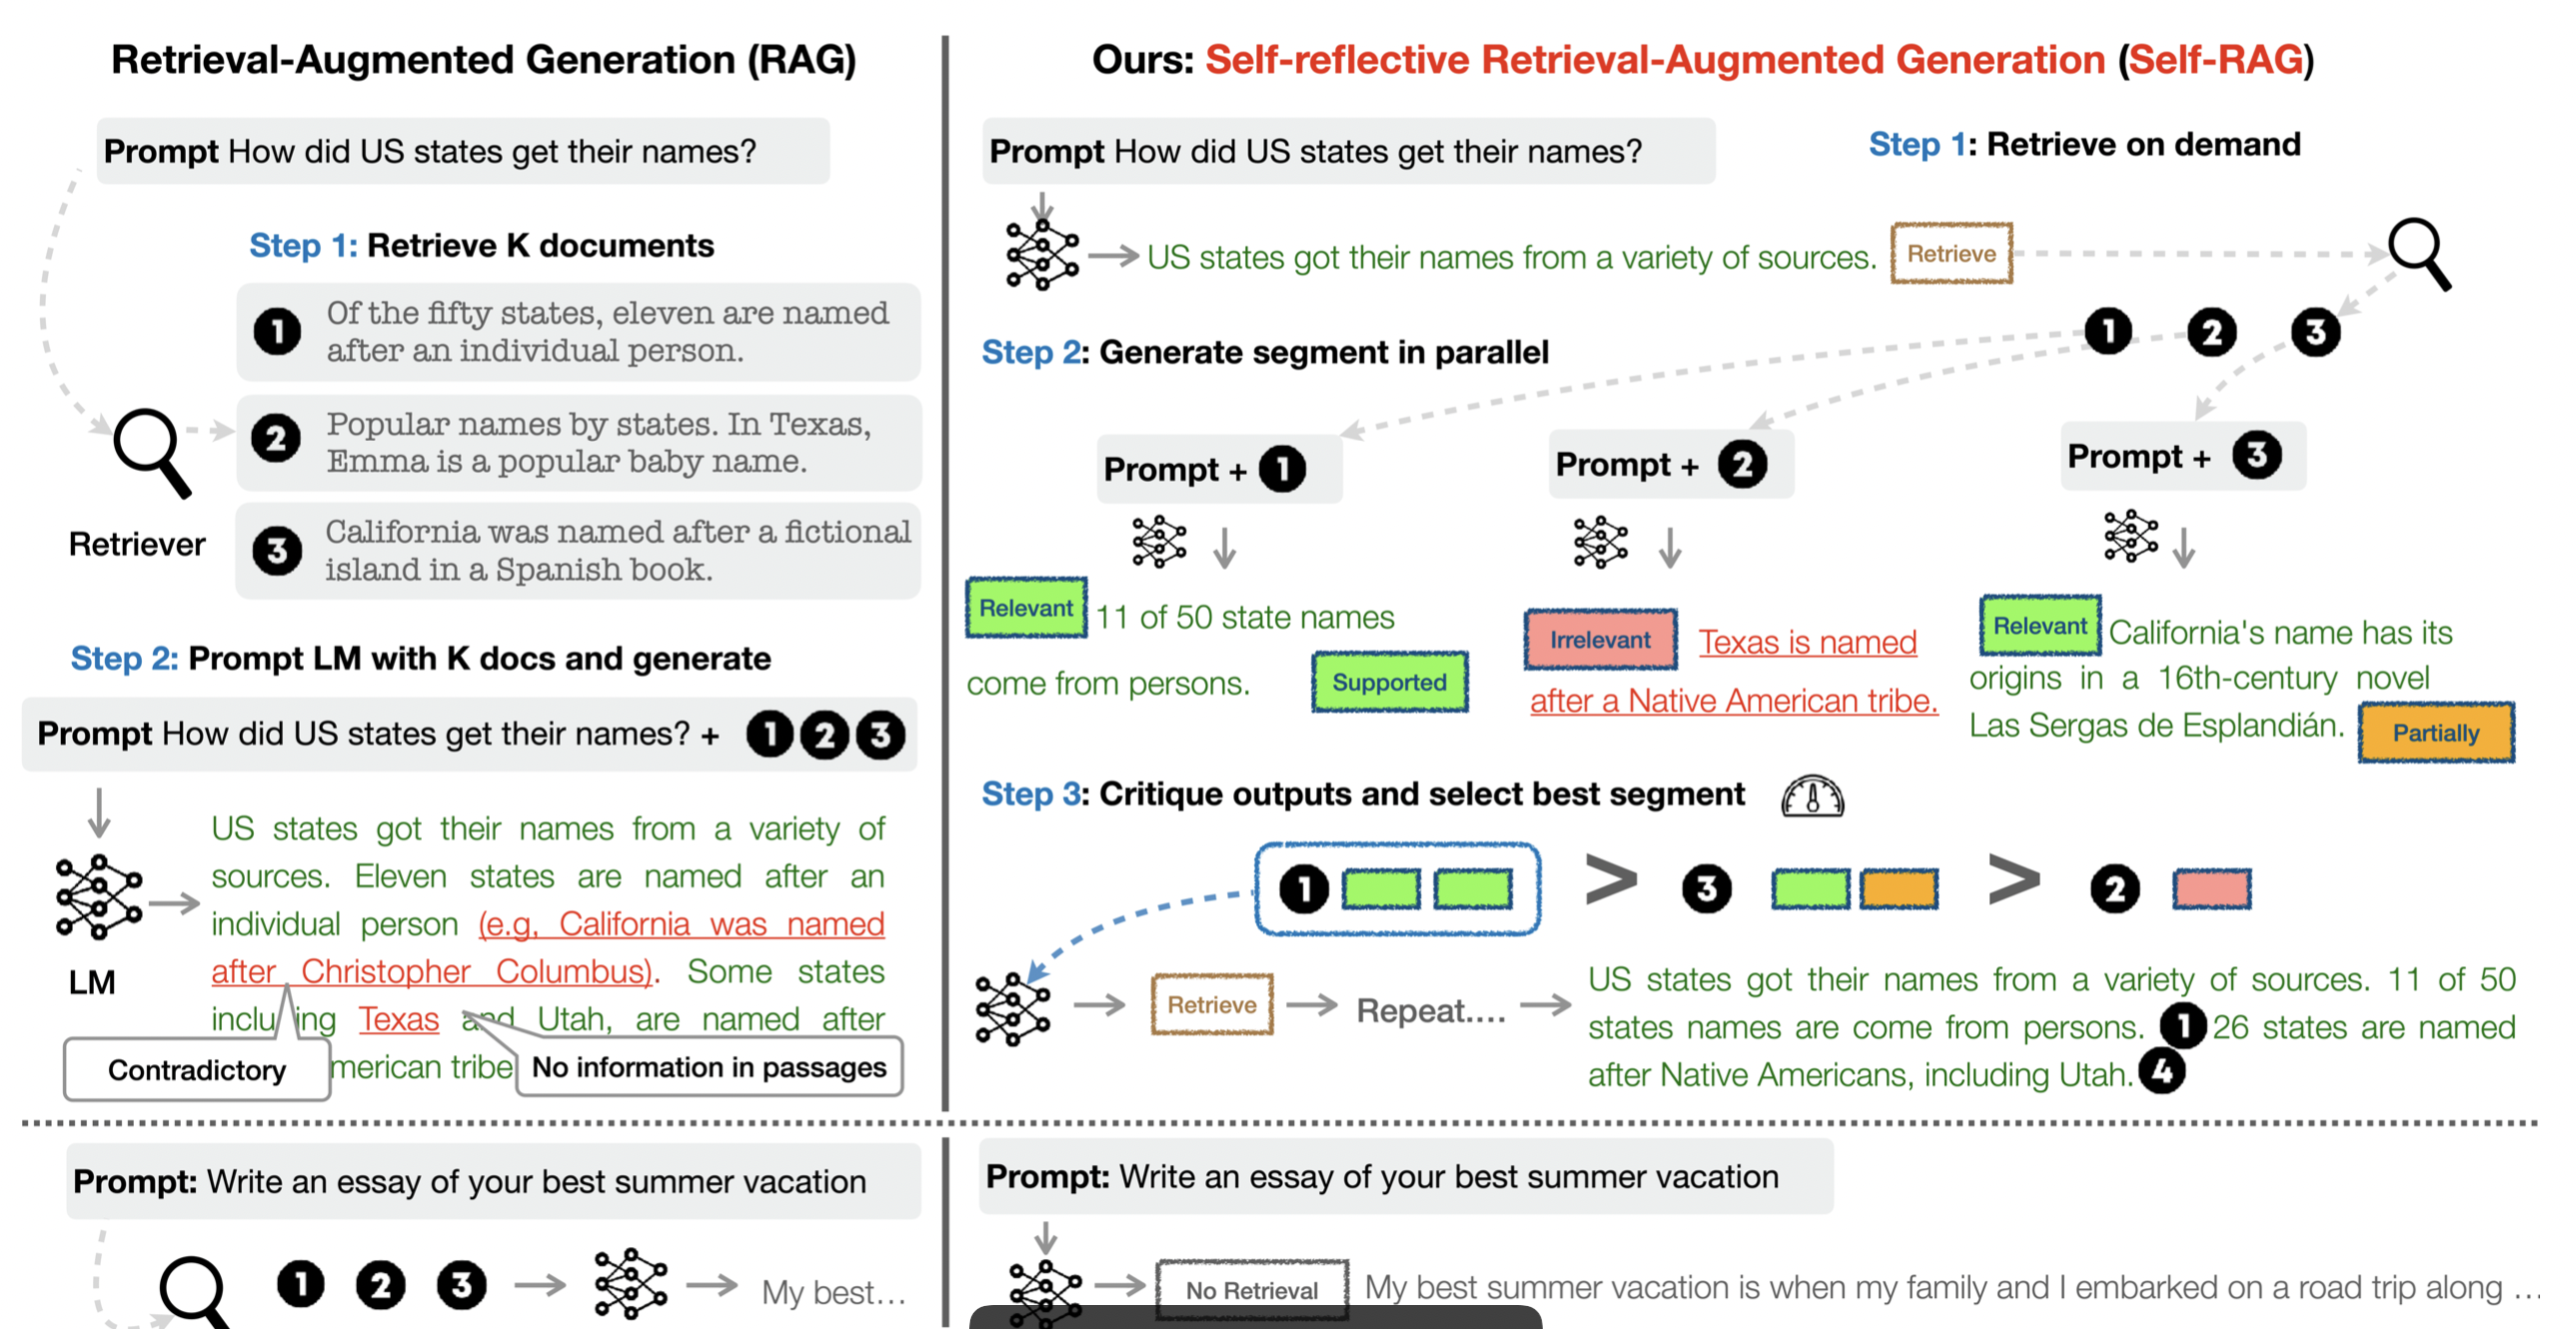 Retrieval-Augmented Generation (RAG)
Prompt How did US states get their names?
Step 1: Retrieve K documents
1 Of the fifty states, eleven are named
after an individual person.
2 Popular names by states. In Texas,
Emma is a popular baby name.
3 California was named after a fictional
island in a Spanish book.
Retriever
Step 2: Prompt LM with K docs and generate
Prompt How did US states get their names? + 1 2 3
LM
US states got their names from a variety of
sources. Eleven states are named after an
individual person (e.g, California was named
after Christopher Columbus). Some states
inclu ing Texas and Utah, are named after
merican tribe
Contradictory
No information in passages
Prompt: Write an essay of your best summer vacation
1 2 3
My best...
Ours: Self-reflective Retrieval-Augmented Generation (Self-RAG)
Prompt How did US states get their names?
Step 1: Retrieve on demand
US states got their names from a variety of sources. Retrieve
1 2 3
Step 2: Generate segment in parallel
Prompt + 1
Relevant 11 of 50 state names
come from persons. Supported
Prompt + 2
Irrelevant Texas is named
after a Native American tribe.
Prompt + 3
Relevant California's name has its
origins in a 16th-century novel
Las Sergas de Esplandián. Partially
Step 3: Critique outputs and select best segment
1 > 3 > 2
Retrieve
Repeat....
US states got their names from a variety of sources. 11 of 50
states names are come from persons. 1 26 states are named
after Native Americans, including Utah. 4
Prompt: Write an essay of your best summer vacation
No Retrieval
My best summer vacation is when my family and I embarked on a road trip along ...